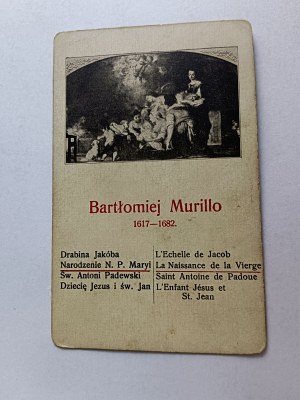 Bartłomiej Murillo
1617—1682.
Drabina Jakóba
Narodzenie N. P. Maryi
Św. Antoni Padewski
Dziecię Jezus i św. Jan
L'Echelle de Jacob
La Naissance de la Vierge
Saint Antoine de Padoue
L'Enfant Jésus et
St. Jean